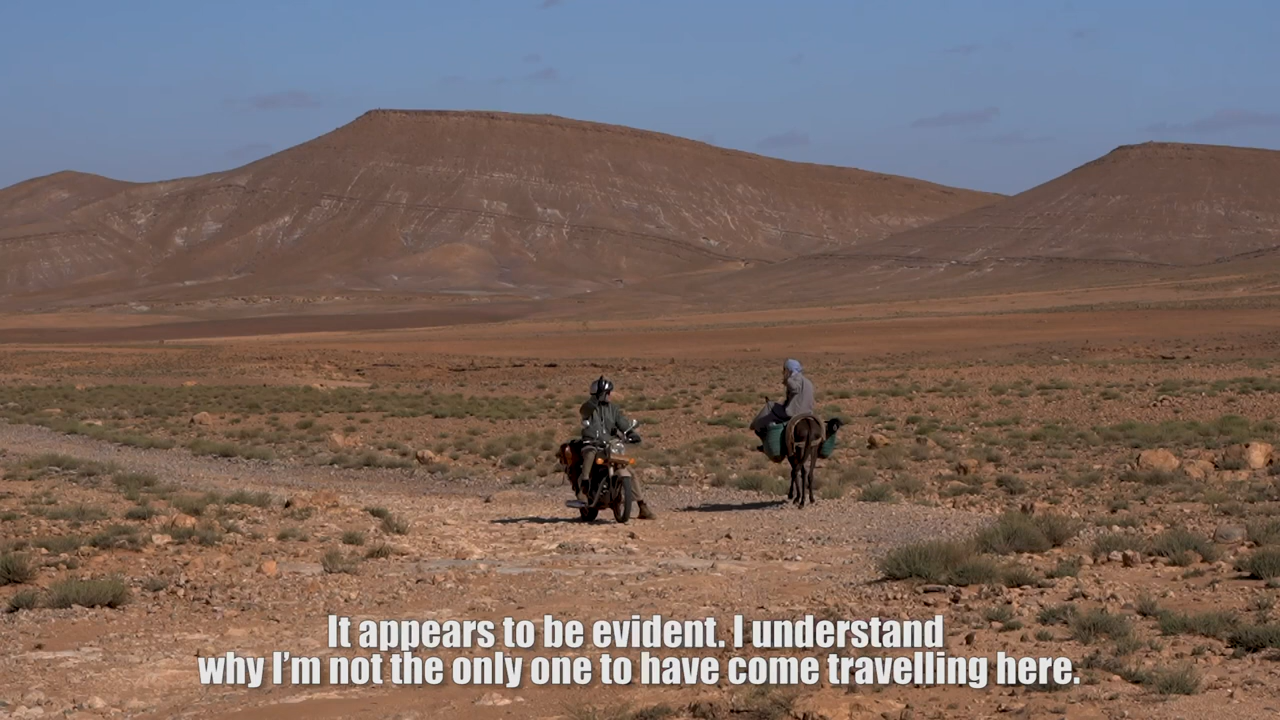 It appears to be evident. I understand
why I'm not the only one to have come travelling here.